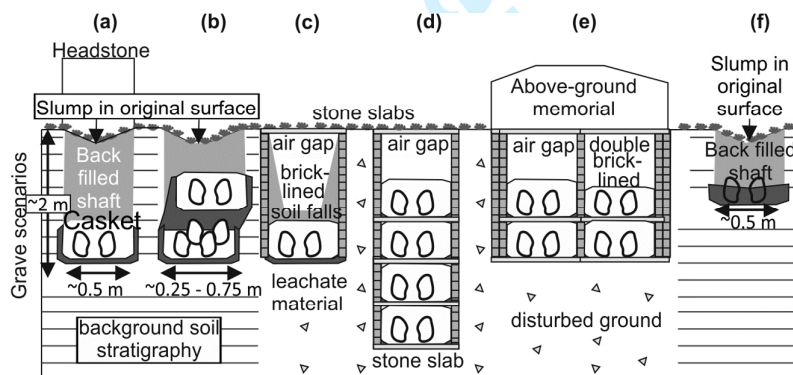 (a)
(b)
(c)
(d)
(e)
(f)
Headstone
Slump in original surface
stone slabs
Above-ground
memorial
Slump in
original
surface
Back
filled
shaft
air gap
brick-
lined
soil falls
air gap
air gap
double
brick-
lined
Back filled
shaft
Grave scenarios
~2 m
Casket
~0.5 m
~0.25 - 0.75 m
leachate
material
~0.5 m
background soil
stratigraphy
stone slab
disturbed ground